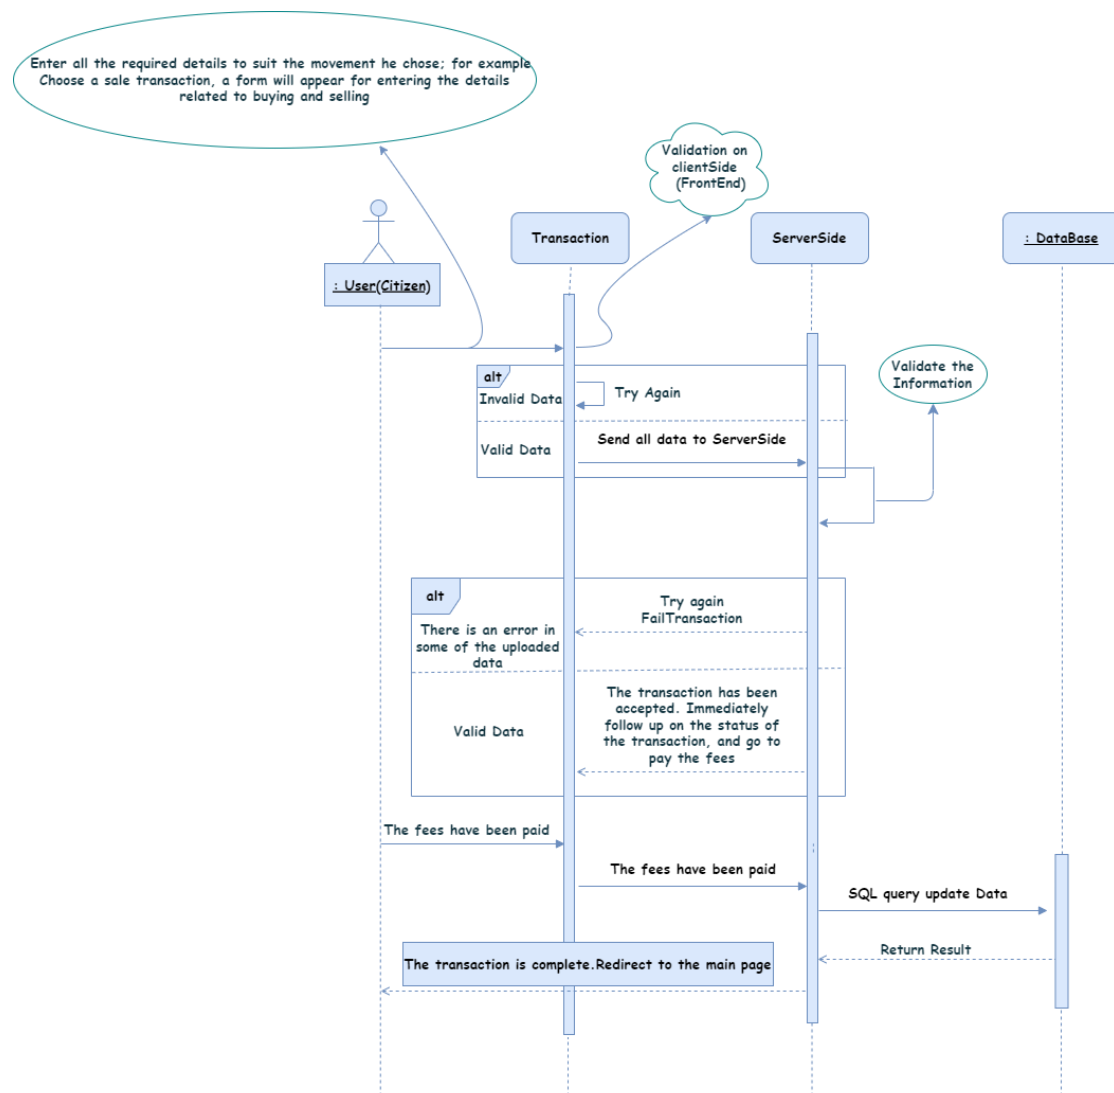 Enter all the required details to suit the movement he chose; for example
Choose a sale transaction, a form will appear for entering the details
related to buying and selling
Validation on
clientSide
(FrontEnd)
Transaction
ServerSide
: DataBase
: User(Citizen)
Validate the
Information
alt
Invalid Data
Try Again
Send all data to ServerSide
Valid Data
alt
Try again
FailTransaction
There is an error in
some of the uploaded
data
The transaction has been
accepted. Immediately
follow up on the status of
the transaction, and go to
pay the fees
Valid Data
The fees have been paid
The fees have been paid
SQL query update Data
Return Result
The transaction is complete.Redirect to the main page